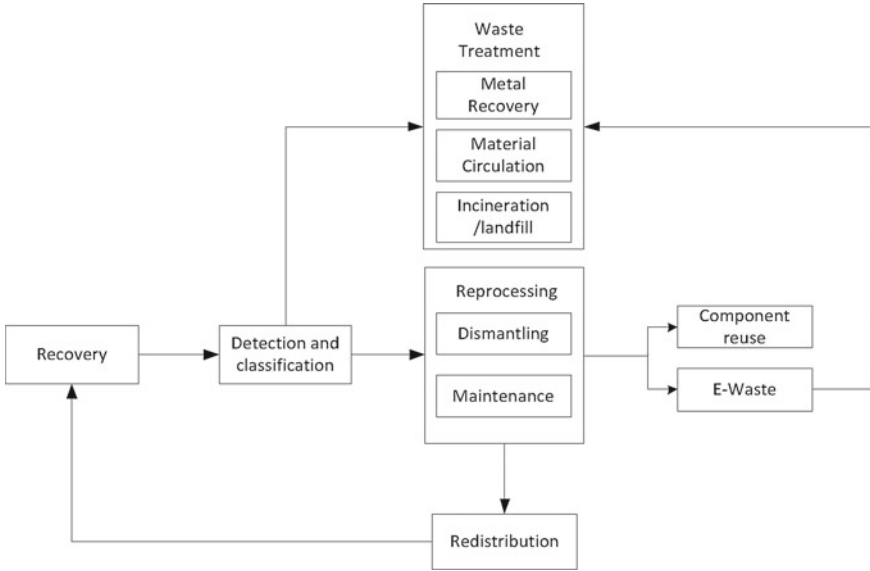 Waste
Treatment
Metal
Recovery
Material
Circulation
Incineration
/landfill
Reprocessing
Dismantling
Maintenance
Recovery
Detection and
classification
Component
reuse
E-Waste
Redistribution